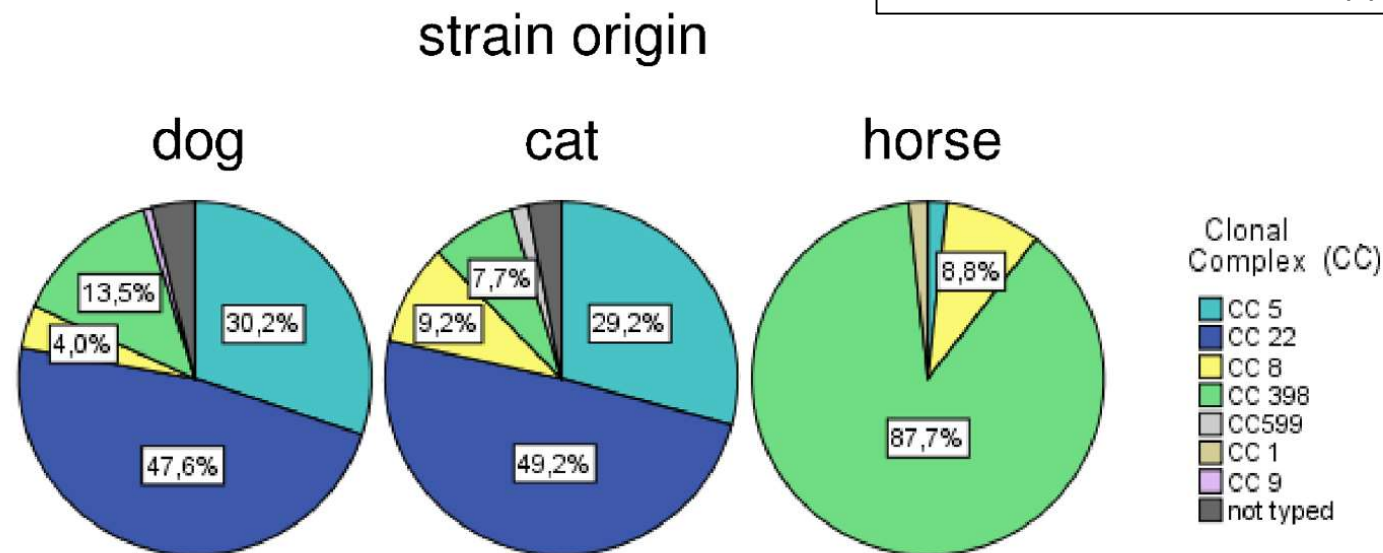 strain origin
dog
cat
horse
30,2%
47,6%
4,0%
13,5%
29,2%
49,2%
9,2%
7,7%
8,8%
87,7%
Clonal
Complex (CC)
CC 5
CC 22
CC 8
CC 398
CC599
CC 1
CC 9
not typed